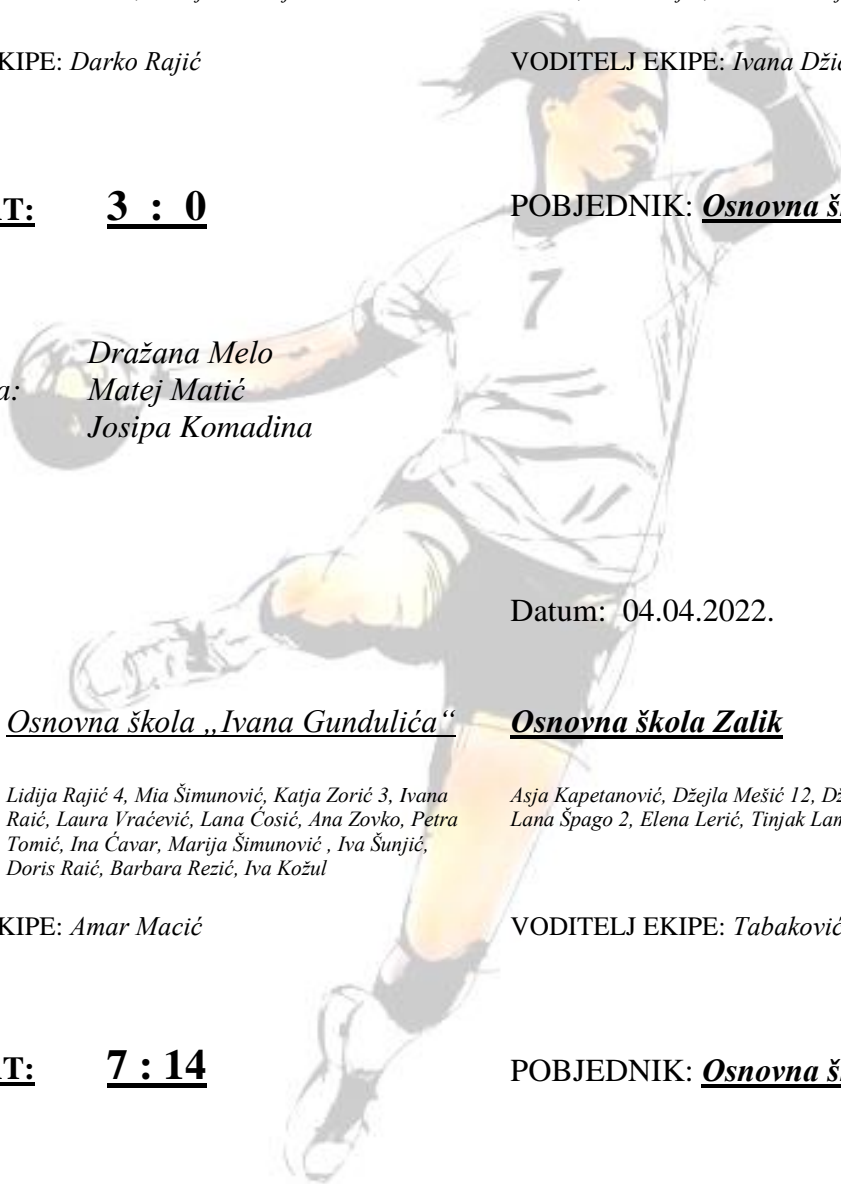 EKIPE: Darko Rajić
VODITELJ EKIPE: Ivana
3 : 0
POBJEDNIK: Osnovna
7
Dražana Melo
Matej Matić
Josipa Komadina
Datum: 04.04.2022.
Osnovna škola „Ivana Gundulića“
Osnovna škola Zalik
Lidija Rajić 4, Mia Šimunović, Katja Zorić 3, Ivana
Raić, Laura Vraćević, Lana Ćosić, Ana Zovko, Petra
Tomić, Ina Ćavar, Marija Šimunović , Iva Šunjić,
Doris Raić, Barbara Rezić, Iva Kožul
Asja Kapetanović, Džejla Mešić 12,
Lana Špago 2, Elena Lerić, Tinjak
EKIPE: Amar Macić
VODITELJ EKIPE: Tabaković
7 : 14
POBJEDNIK: Osnovna